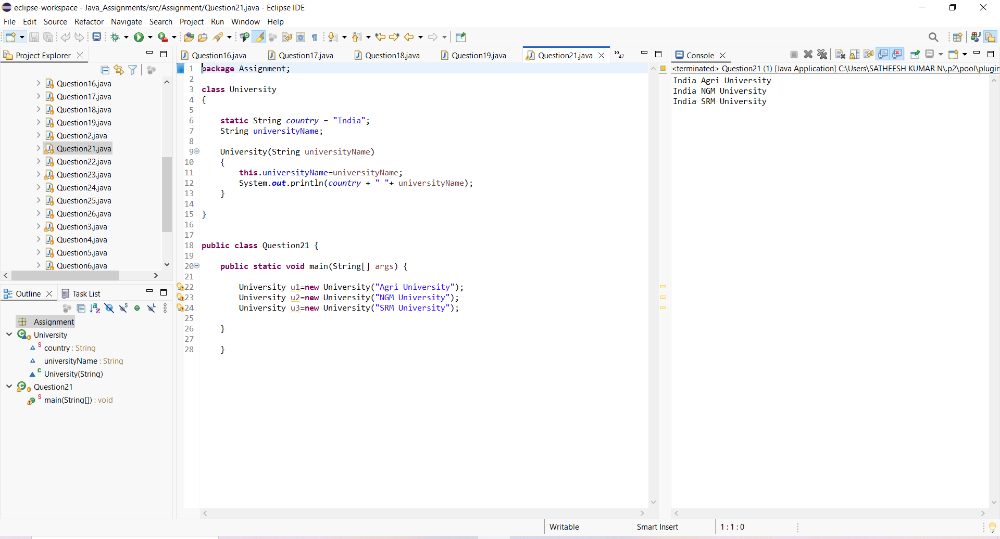 eclipse-workspace - Java_Assignments/src/Assignment/Question21.java - Eclipse IDE
File Edit Source Refactor Navigate Search Project Run Window Help
Project Explorer
Question16.java
Question17.java
Question18.java
Question19.java
Question2.java
Question21.java
Question22.java
Question23.java
Question24.java
Question25.java
Question26.java
Question3.java
Question4.java
Question5.java
Question6.java
Outline Task List
Assignment
University
country : String
universityName : String
University(String)
Question21
main(String[]) : void
Question16.java Question17.java Question18.java Question19.java Question21.java »47
1 package Assignment;
2
3 class University
4 {
5
6 static String country = "India";
7 String universityName;
8
9 University(String universityName)
10 {
11 this.universityName=universityName;
12 System.out.println(country + " "+ universityName);
13 }
14
15 }
16
17
18 public class Question21 {
19
20 public static void main(String[] args) {
21
22 University u1=new University("Agri University");
23 University u2=new University("NGM University");
24 University u3=new University("SRM University");
25
26 }
27
28 }
Console
<terminated> Question21 (1) [Java Application] C:\Users\SATHEESH KUMAR N\.p2\pool\plugin
India Agri University
India NGM University
India SRM University
Writable Smart Insert 1 : 1 : 0